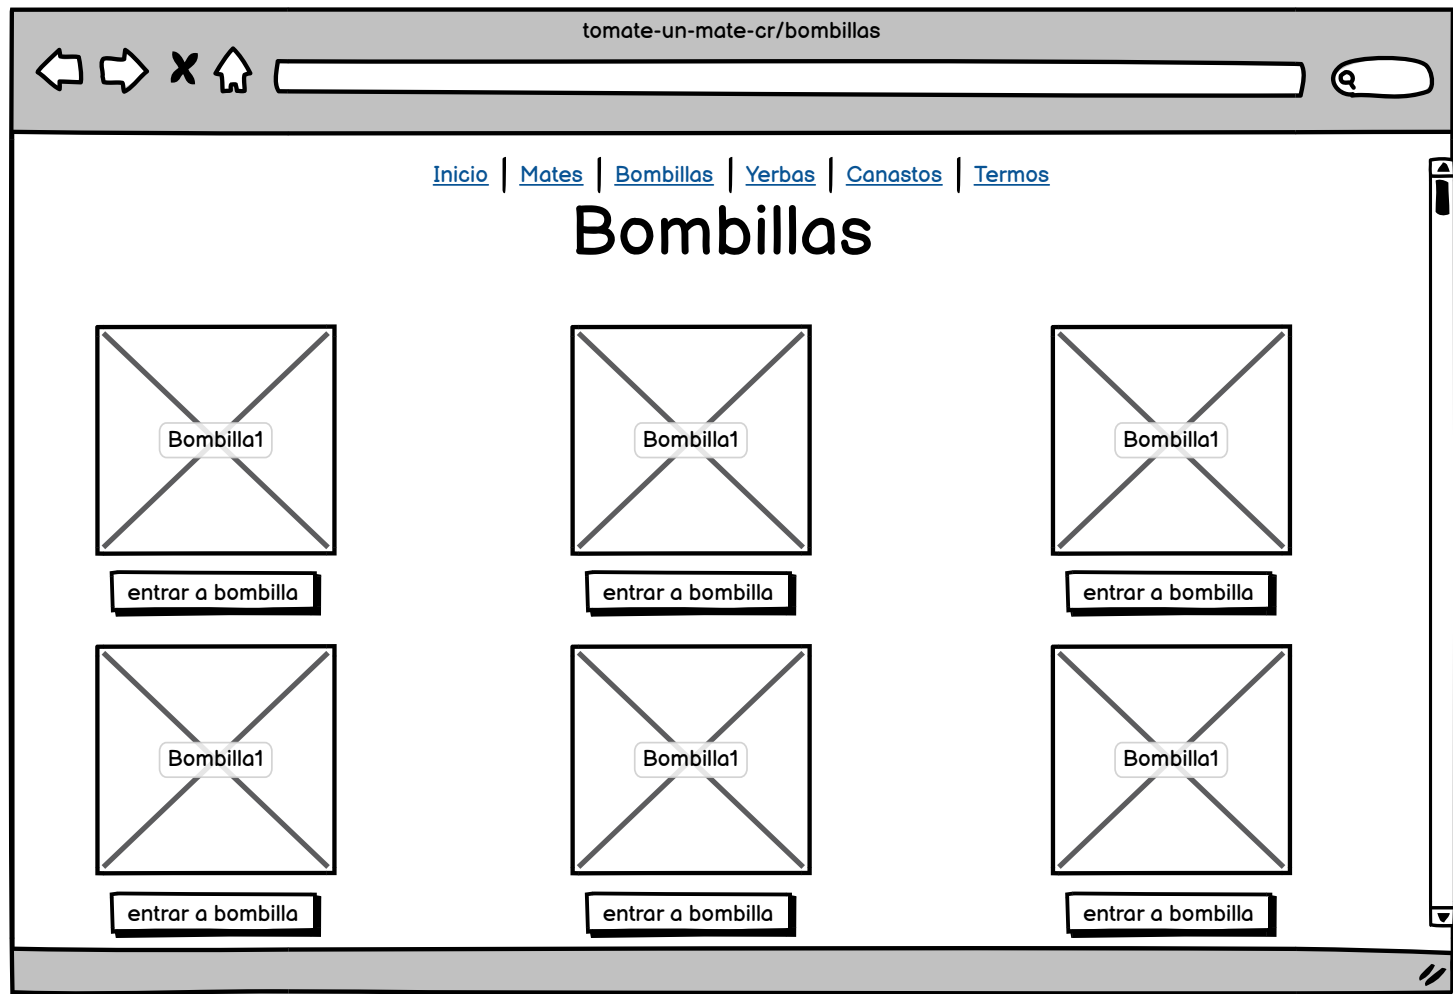 tomate-un-mate-cr/bombillas
Inicio Mates Bombillas Yerbas Canastos Termos
Bombillas
Bombilla1 Bombilla1 Bombilla1
entrar a bombilla entrar a bombilla entrar a bombilla
Bombilla1 Bombilla1 Bombilla1
entrar a bombilla entrar a bombilla entrar a bombilla